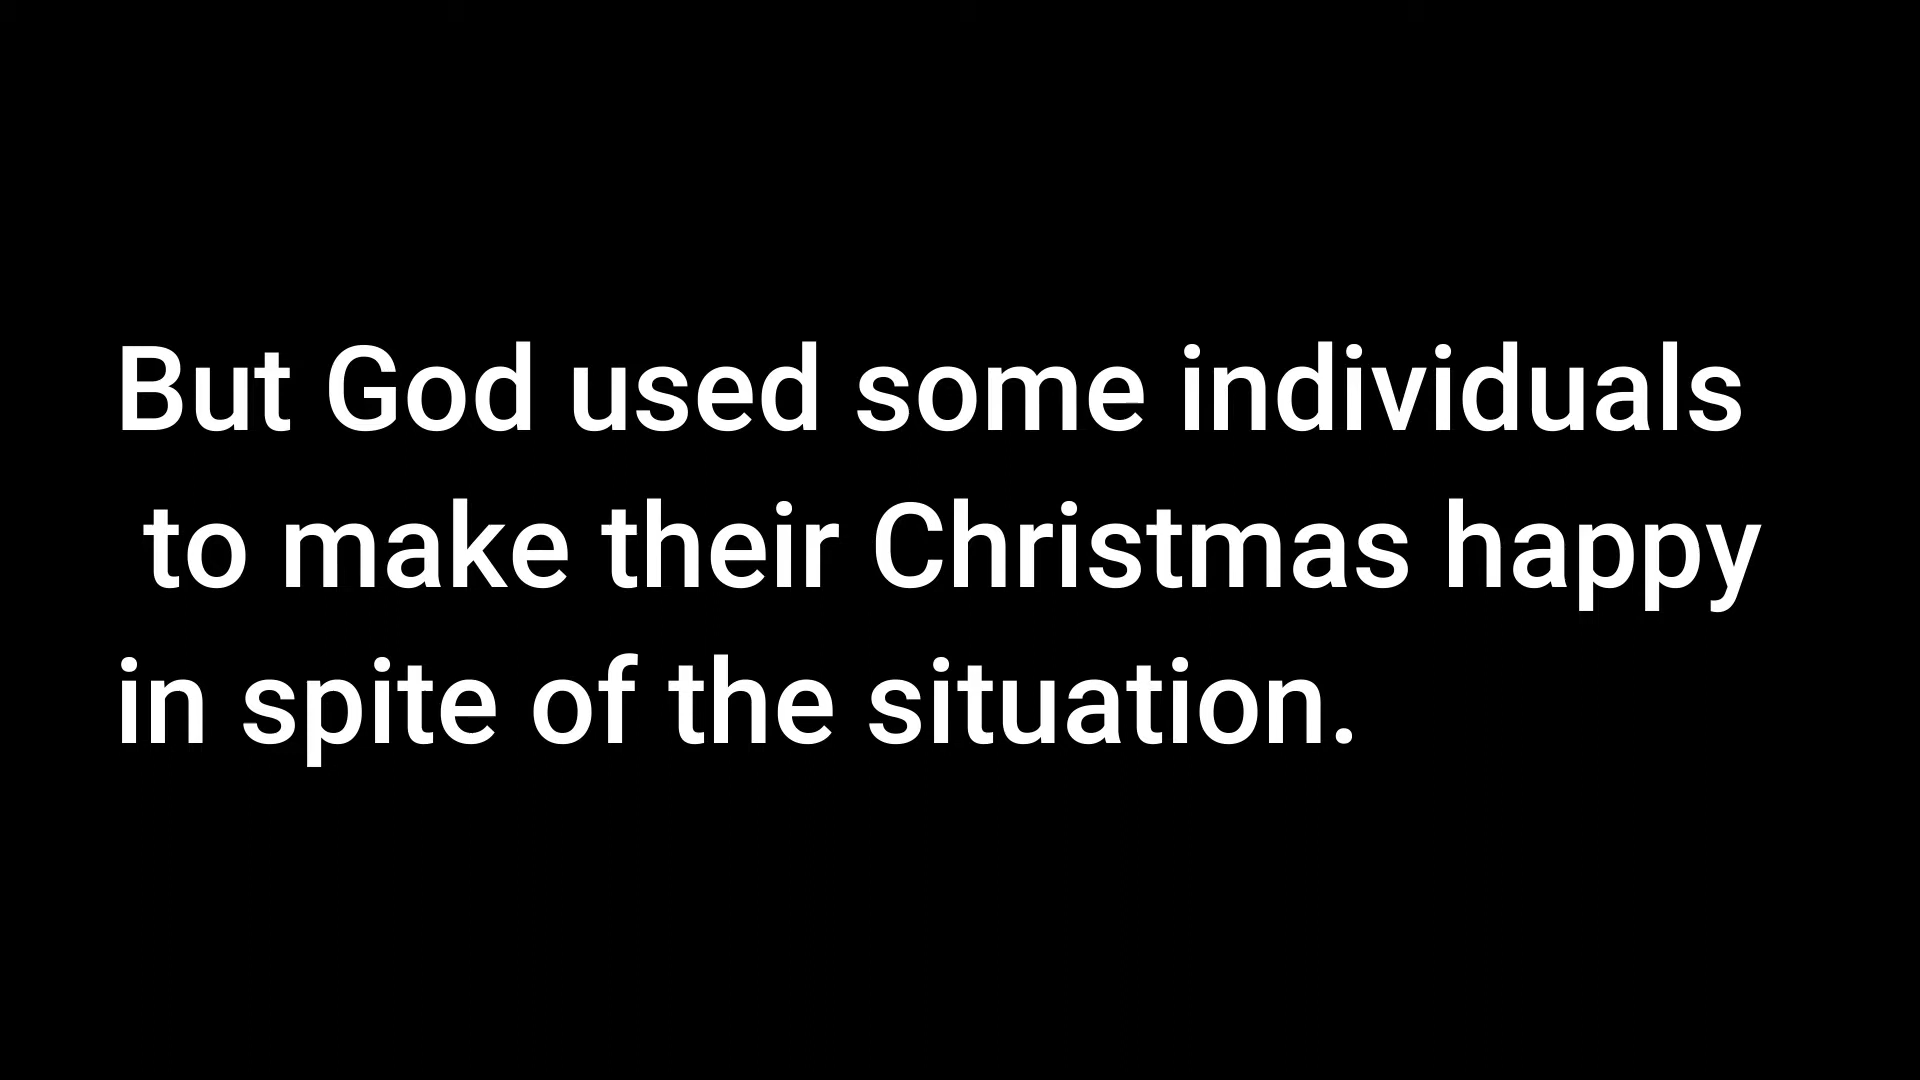 But God used some individuals
to make their Christmas happy
in spite of the situation.